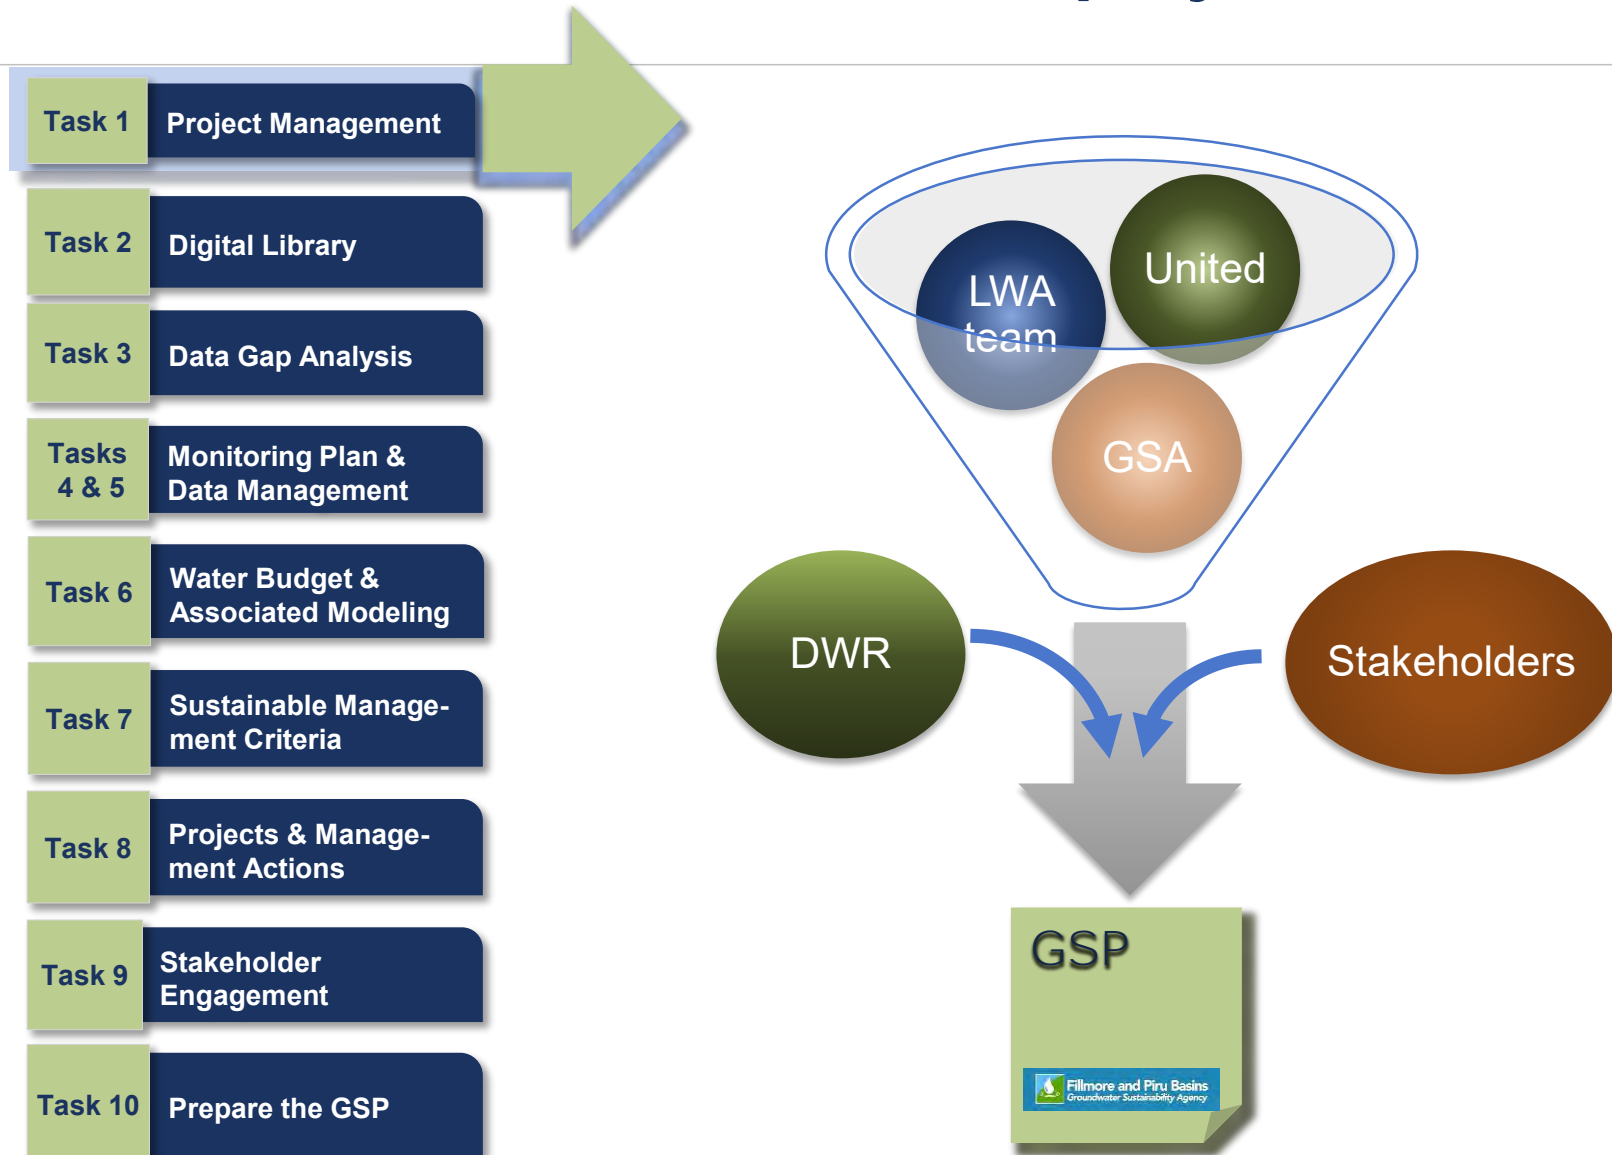 Task 1
Project Management
Task 2
Digital Library
Task 3
Data Gap Analysis
Tasks
4 & 5
Monitoring Plan &
Data Management
Task 6
Water Budget &
Associated Modeling
Task 7
Sustainable Manage-
ment Criteria
Task 8
Projects & Manage-
ment Actions
Task 9
Stakeholder
Engagement
Task 10
Prepare the GSP
LWA
team
United
GSA
DWR
Stakeholders
GSP
Fillmore and Piru Basins
Groundwater Sustainability Agency